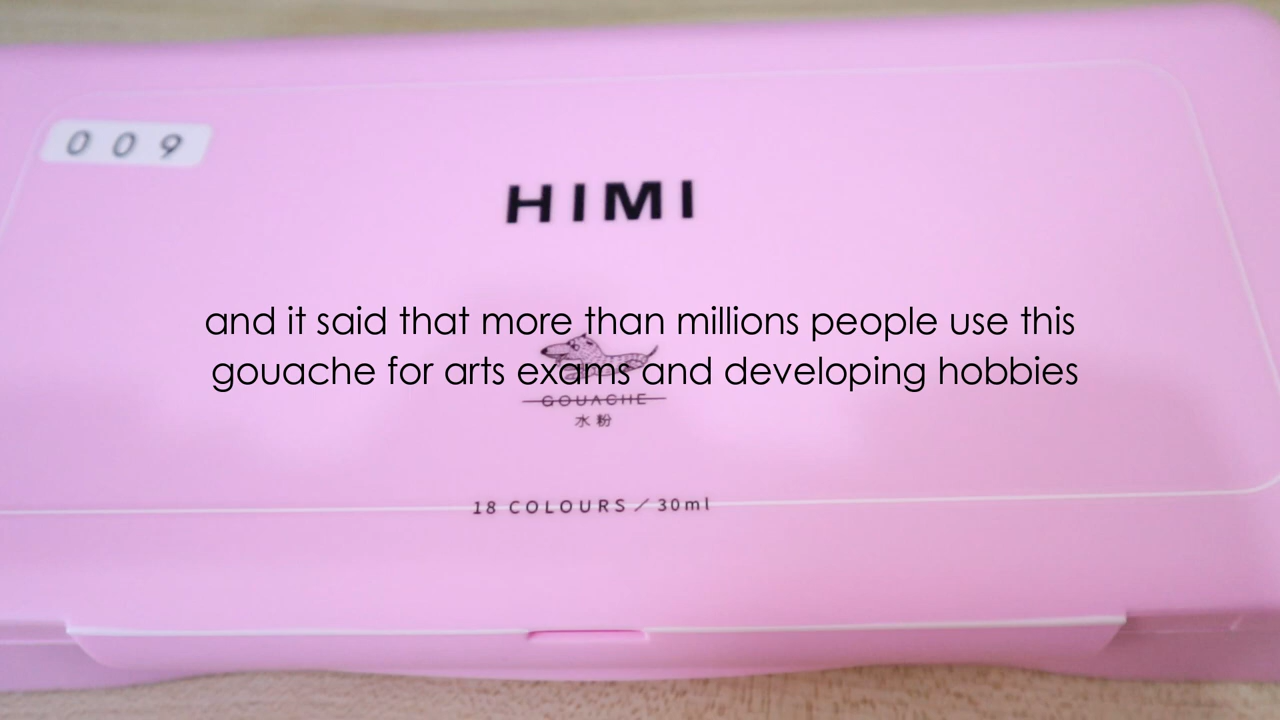 009
HIMI
and it said that more than millions people use this
gouache for arts exams and developing hobbies
GOUACHE
水粉
18 COLOURS / 30ml